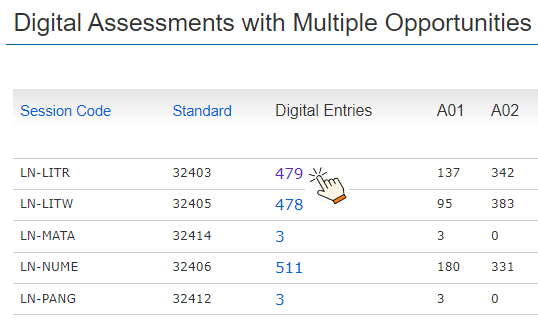 Digital Assessments with Multiple Opportunities
Session Code Standard Digital Entries A01 A02
LN-LITR 32403 479 137 342
LN-LITW 32405 478 95 383
LN-MATA 32414 3 3 0
LN-NUME 32406 511 180 331
LN-PANG 32412 3 3 0